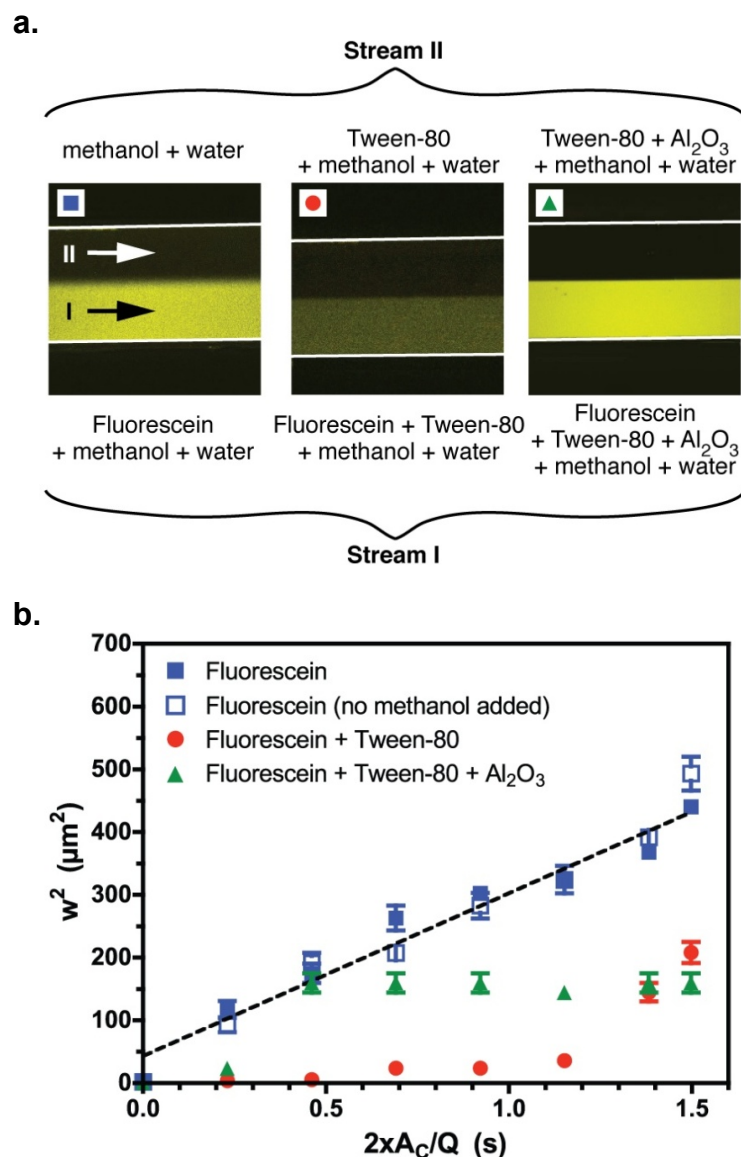 a.
Stream II
methanol + water
Tween-80
+ methanol + water
Tween-80 + Al₂O₃
+ methanol + water
II
I
Fluorescein
+ methanol + water
Fluorescein + Tween-80
+ methanol + water
Fluorescein
+ Tween-80 + Al₂O₃
+ methanol + water
Stream I
b.
700
600
500
400
300
200
100
0
w² (µm²)
Fluorescein
Fluorescein (no methanol added)
Fluorescein + Tween-80
Fluorescein + Tween-80 + Al₂O₃
0.0
0.5
1.0
1.5
2xA_C/Q (s)